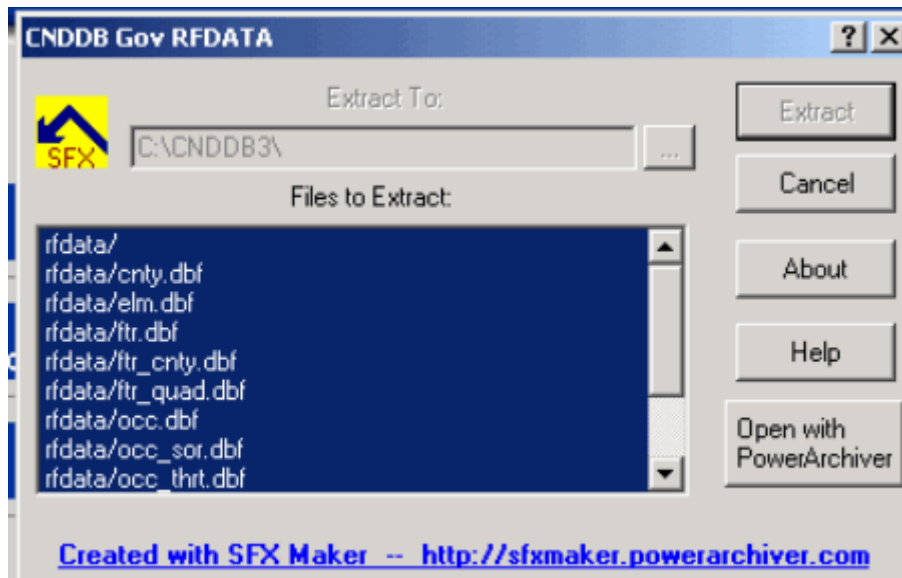 CNDDB Gov RFDATA
Extract To:
SFX
C:\CNDDB3\
...
Files to Extract:
rfdata/
rfdata/cnty.dbf
rfdata/elm.dbf
rfdata/ftr.dbf
rfdata/ftr_cnty.dbf
rfdata/ftr_quad.dbf
rfdata/occ.dbf
rfdata/occ_sor.dbf
rfdata/occ_thrt.dbf
Extract
Cancel
About
Help
Open with
PowerArchiver
Created with SFX Maker -- http://sfxmaker.powerarchiver.com